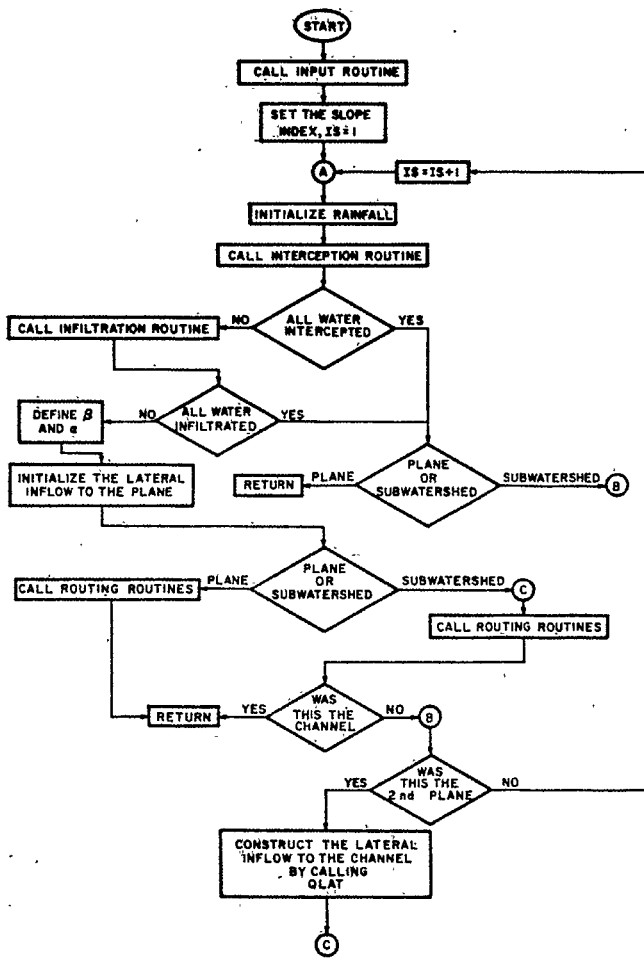 START
CALL INPUT ROUTINE
SET THE SLOPE
INDEX, IS=1
A
IS=IS+1
INITIALIZE RAINFALL
CALL INTERCEPTION ROUTINE
ALL WATER
INTERCEPTED
NO
YES
CALL INFILTRATION ROUTINE
ALL WATER
INFILTRATED
NO
YES
DEFINE β
AND α
PLANE
OR
SUBWATERSHED
PLANE
RETURN
SUBWATERSHED
B
INITIALIZE THE LATERAL
INFLOW TO THE PLANE
PLANE
OR
SUBWATERSHED
PLANE
CALL ROUTING ROUTINES
SUBWATERSHED
C
CALL ROUTING ROUTINES
WAS
THIS THE
CHANNEL
YES
RETURN
NO
B
WAS
THIS THE
2nd PLANE
YES
NO
CONSTRUCT THE LATERAL
INFLOW TO THE CHANNEL
BY CALLING
QLAT
C